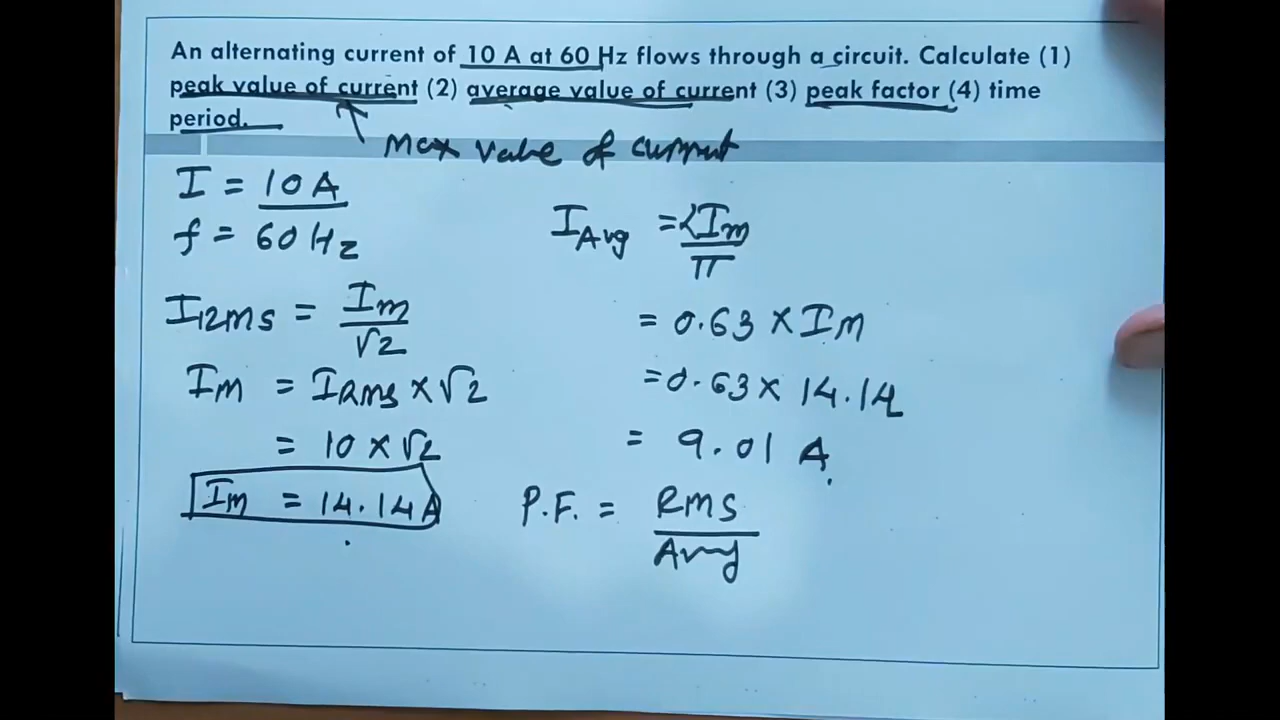 An alternating current of 10 A at 60 Hz flows through a circuit. Calculate (1)
peak value of current (2) average value of current (3) peak factor (4) time
period.
Max value of current
I = 10 A
f = 60 Hz
IRms = Im/√2
Im = IRms × √2
= 10 × √2
Im = 14.14A
IAvg = 2Im/π
= 0.63 × Im
= 0.63 × 14.14
= 9.01 A.
P.F. = Rms/Avg